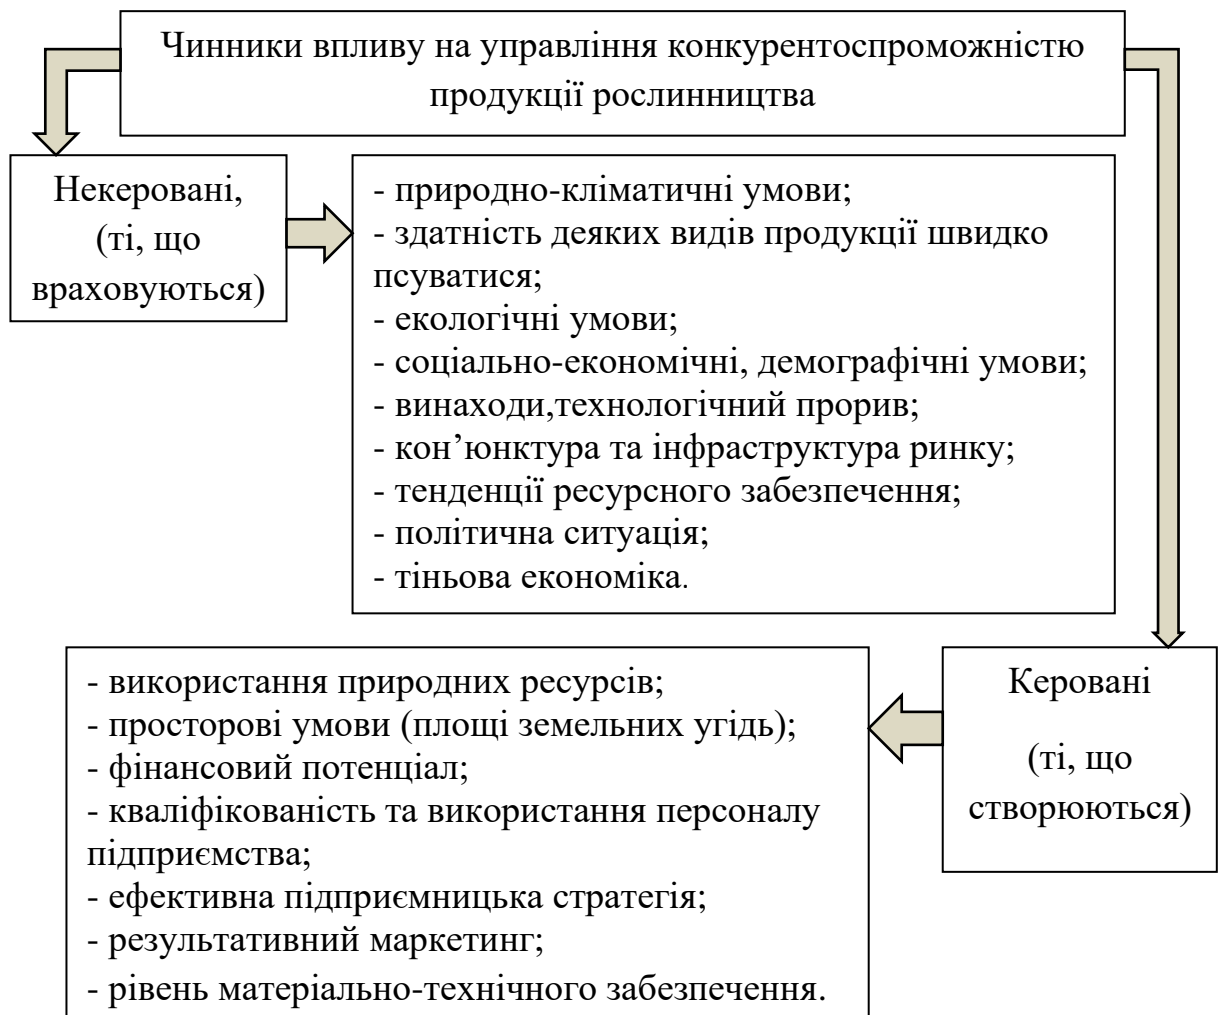 Чинники впливу на управління конкурентоспроможністю
продукції рослинництва
Некеровані,
(ті, що
враховуються)
- природно-кліматичні умови;
- здатність деяких видів продукції швидко
псуватися;
- екологічні умови;
- соціально-економічні, демографічні умови;
- винаходи,технологічний прорив;
- кон’юнктура та інфраструктура ринку;
- тенденції ресурсного забезпечення;
- політична ситуація;
- тіньова економіка.
- використання природних ресурсів;
- просторові умови (площі земельних угідь);
- фінансовий потенціал;
- кваліфікованість та використання персоналу
підприємства;
- ефективна підприємницька стратегія;
- результативний маркетинг;
- рівень матеріально-технічного забезпечення.
Керовані
(ті, що
створюються)